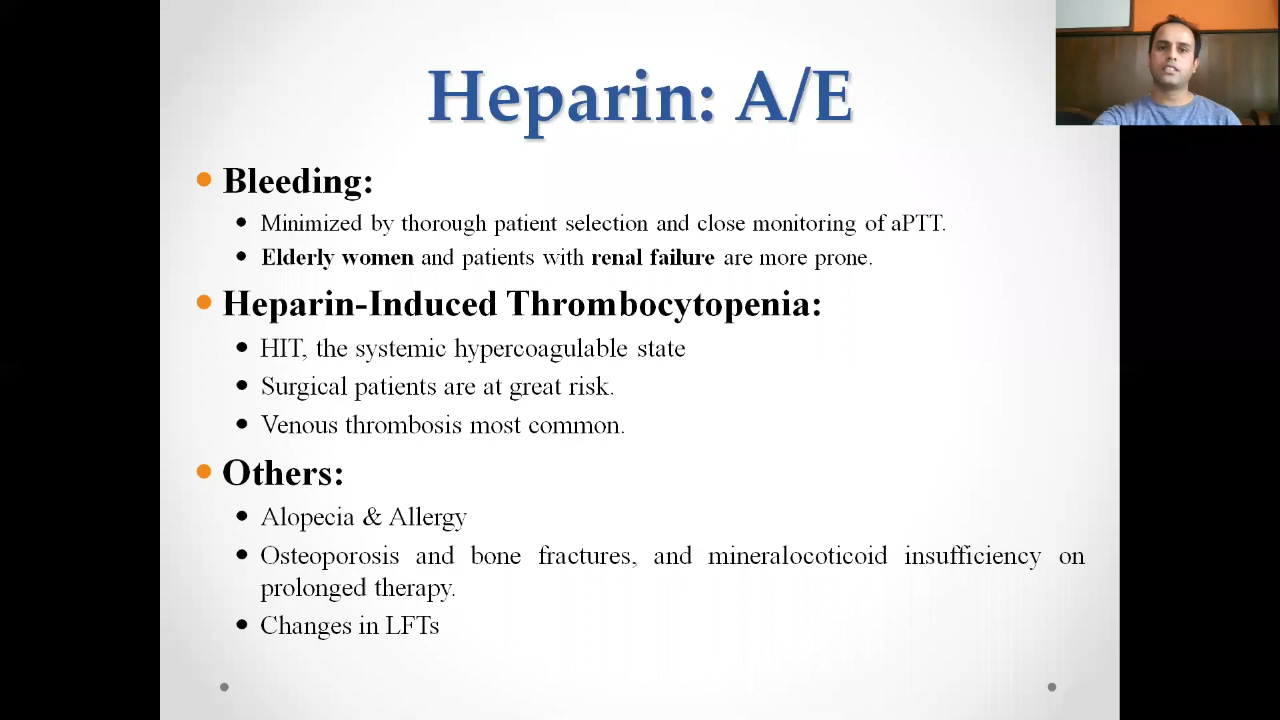 Heparin: A/E
Bleeding:
Minimized by thorough patient selection and close monitoring of aPTT.
Elderly women and patients with renal failure are more prone.
Heparin-Induced Thrombocytopenia:
HIT, the systemic hypercoagulable state
Surgical patients are at great risk.
Venous thrombosis most common.
Others:
Alopecia & Allergy
Osteoporosis and bone fractures, and mineralocoticoid insufficiency on
prolonged therapy.
Changes in LFTs